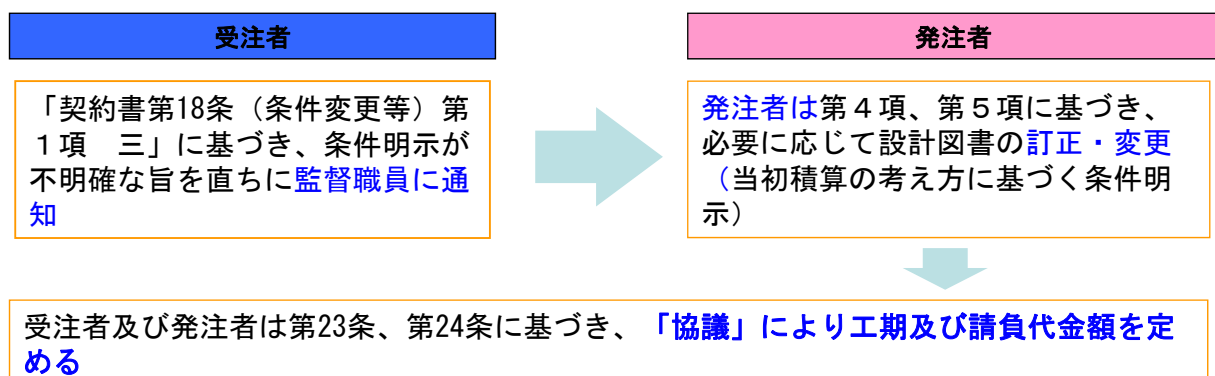 受注者
発注者
「契約書第18条（条件変更等）第
１項　三」に基づき、条件明示が
不明確な旨を直ちに監督職員に通
知
発注者は第４項、第５項に基づき、
必要に応じて設計図書の訂正・変更
（当初積算の考え方に基づく条件明
示）
受注者及び発注者は第23条、第24条に基づき、「協議」により工期及び請負代金額を定
める